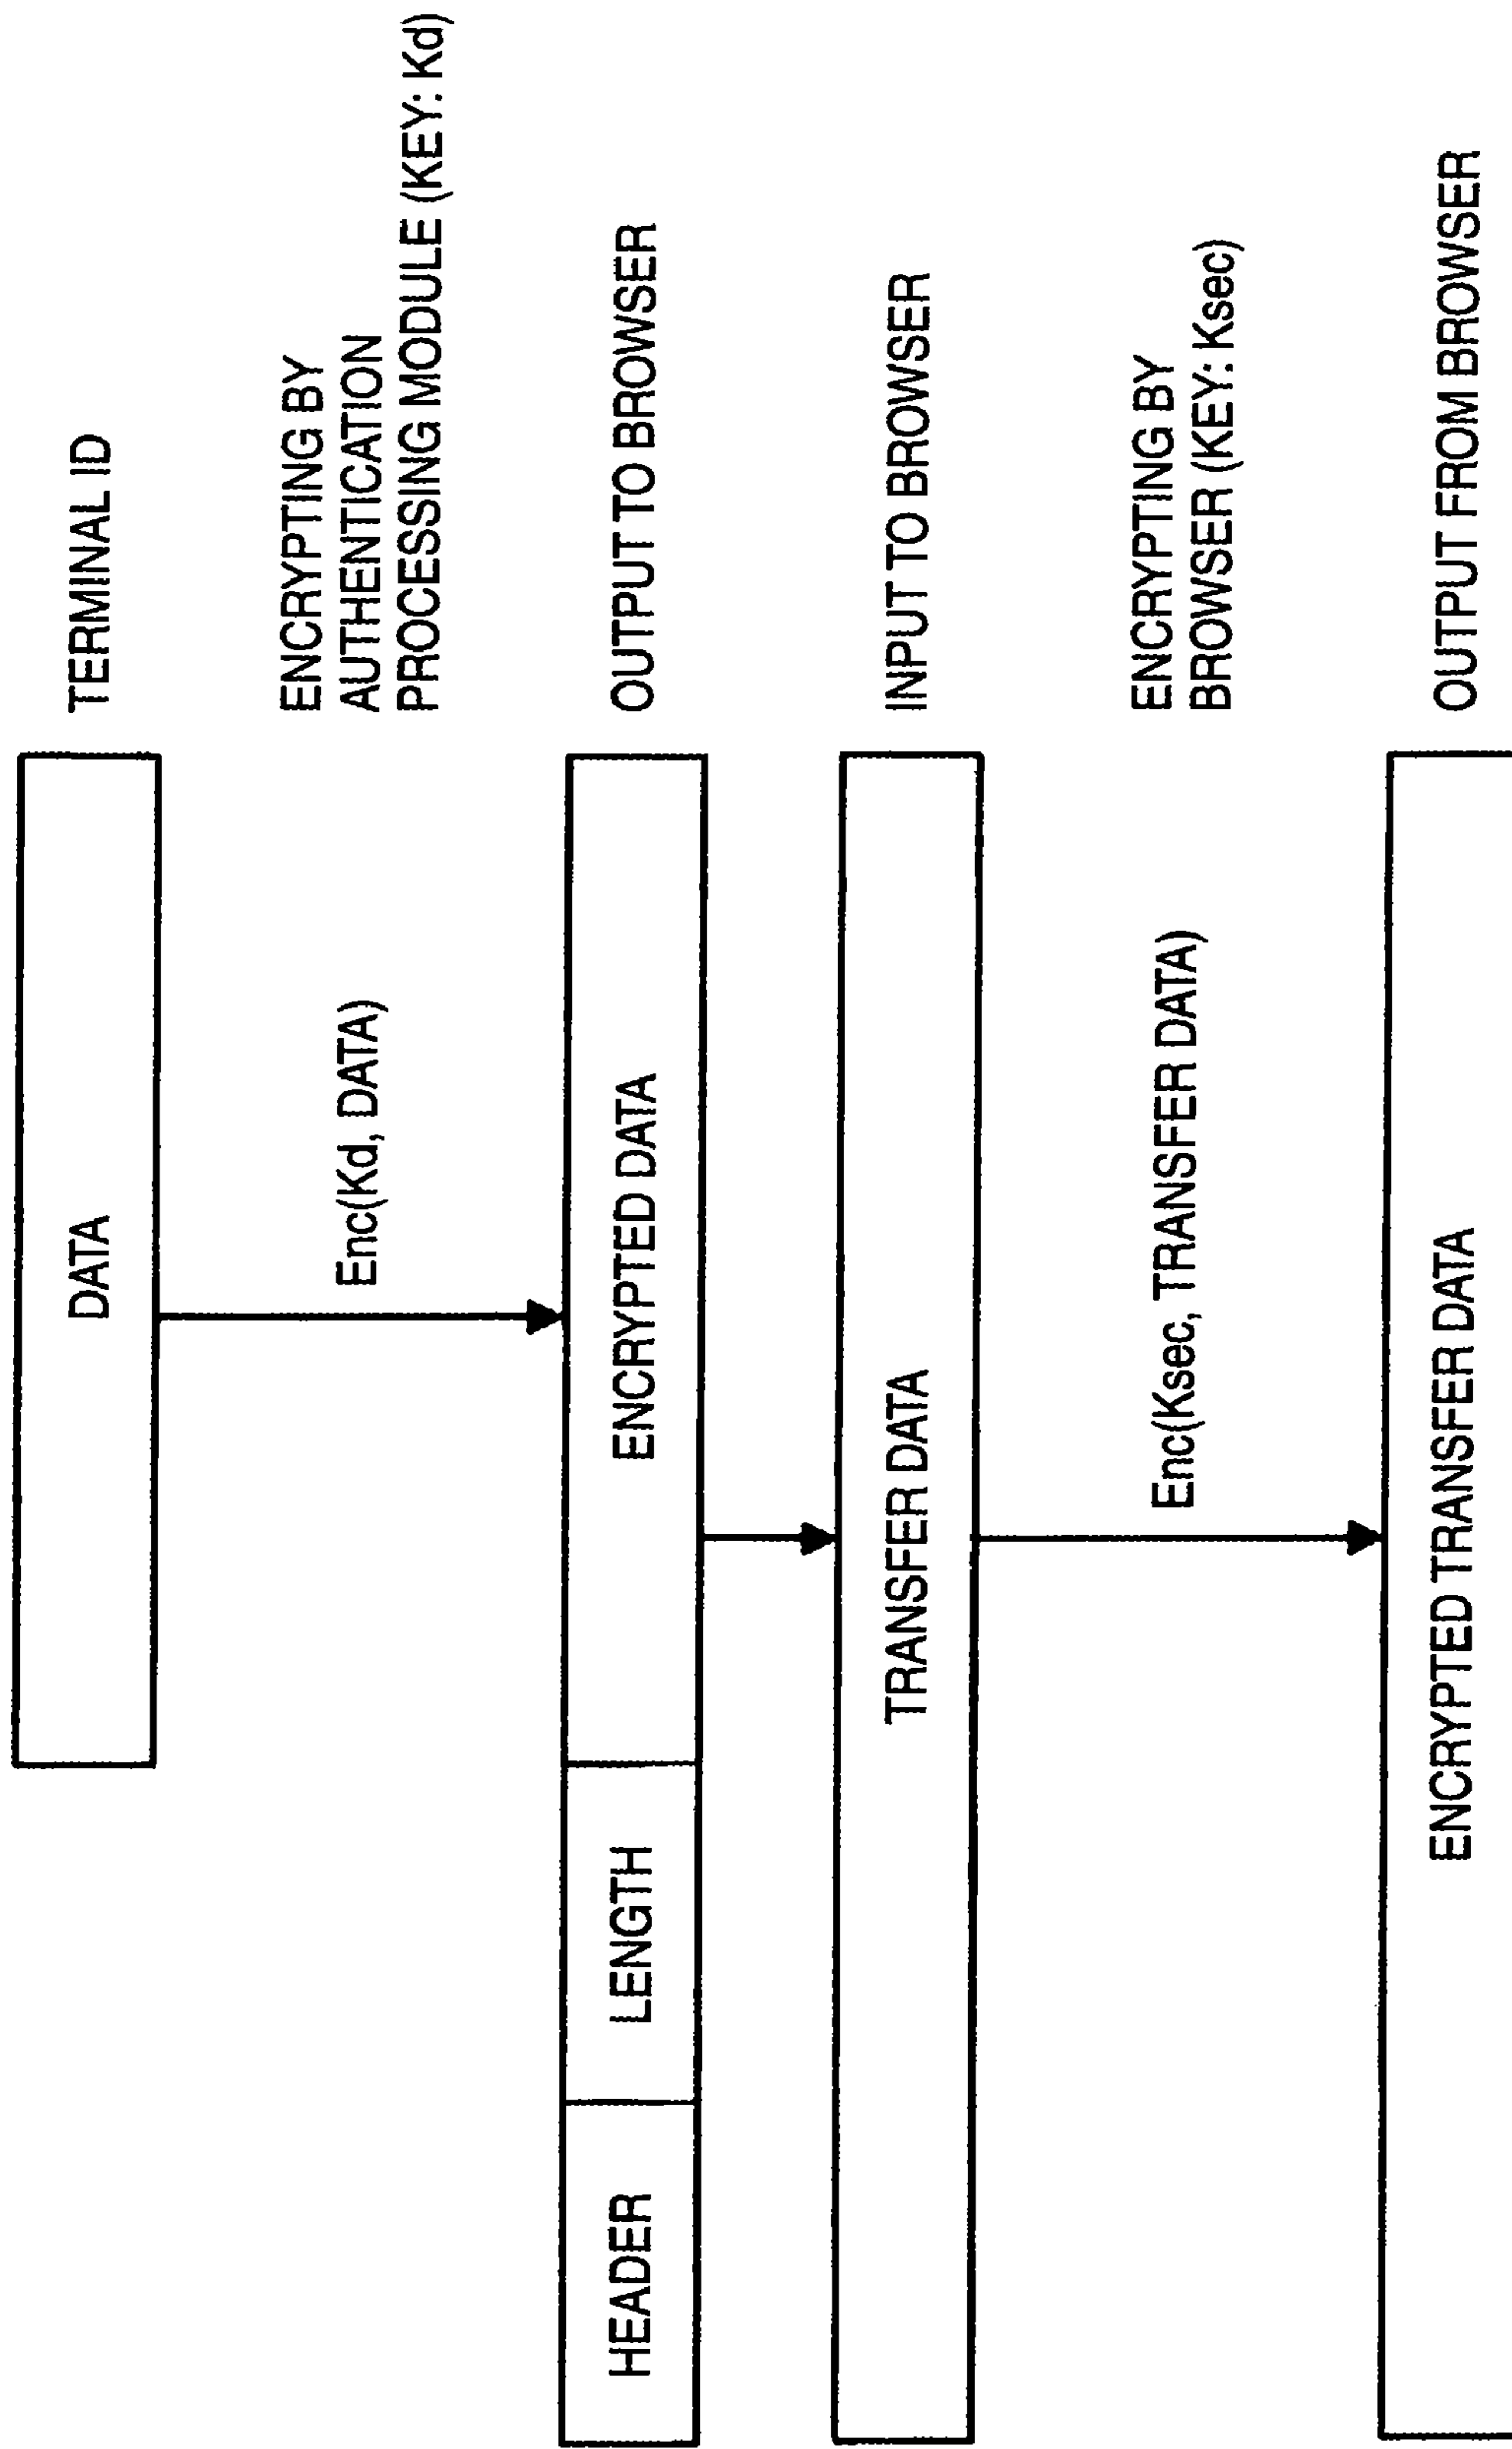 DATA
TERMINAL ID
Enc(Kd, DATA)
ENCRYPTING BY
AUTHENTICATION
PROCESSING MODULE (KEY: Kd)
HEADER
LENGTH
ENCRYPTED DATA
OUTPUT TO BROWSER
TRANSFER DATA
INPUT TO BROWSER
Enc(Ksec, TRANSFER DATA)
ENCRYPTING BY
BROWSER (KEY: Ksec)
ENCRYPTED TRANSFER DATA
OUTPUT FROM BROWSER